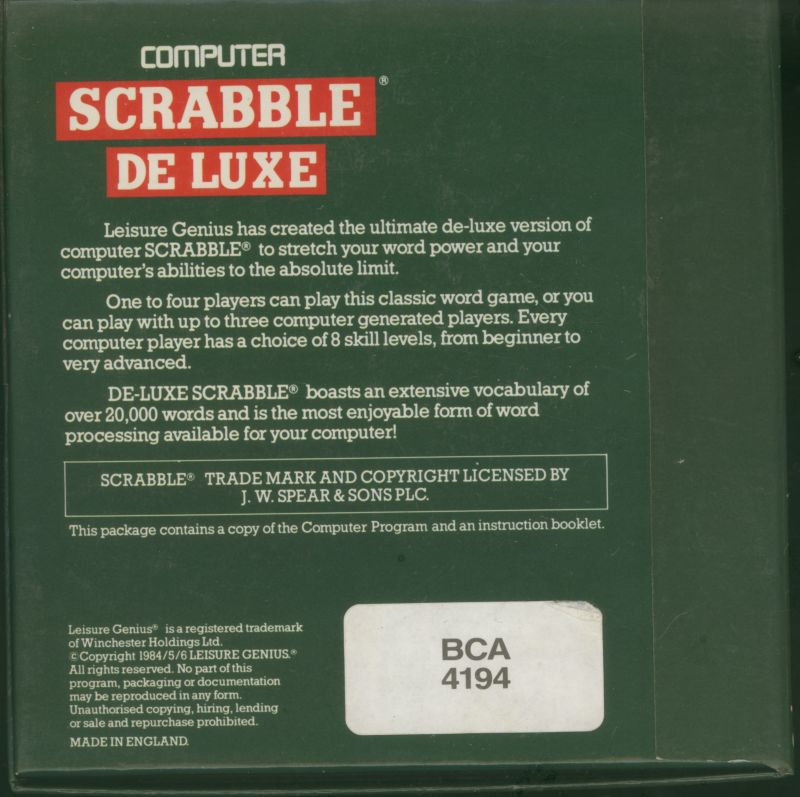 COMPUTER
SCRABBLE®
DE LUXE
Leisure Genius has created the ultimate de-luxe version of
computer SCRABBLE® to stretch your word power and your
computer's abilities to the absolute limit.
One to four players can play this classic word game, or you
can play with up to three computer generated players. Every
computer player has a choice of 8 skill levels, from beginner to
very advanced.
DE-LUXE SCRABBLE® boasts an extensive vocabulary of
over 20,000 words and is the most enjoyable form of word
processing available for your computer!
SCRABBLE® TRADE MARK AND COPYRIGHT LICENSED BY
J. W. SPEAR & SONS PLC.
This package contains a copy of the Computer Program and an instruction booklet.
Leisure Genius® is a registered trademark
of Winchester Holdings Ltd.
© Copyright 1984/5/6 LEISURE GENIUS.®
All rights reserved. No part of this
program, packaging or documentation
may be reproduced in any form.
Unauthorised copying, hiring, lending
or sale and repurchase prohibited.
MADE IN ENGLAND.
BCA
4194